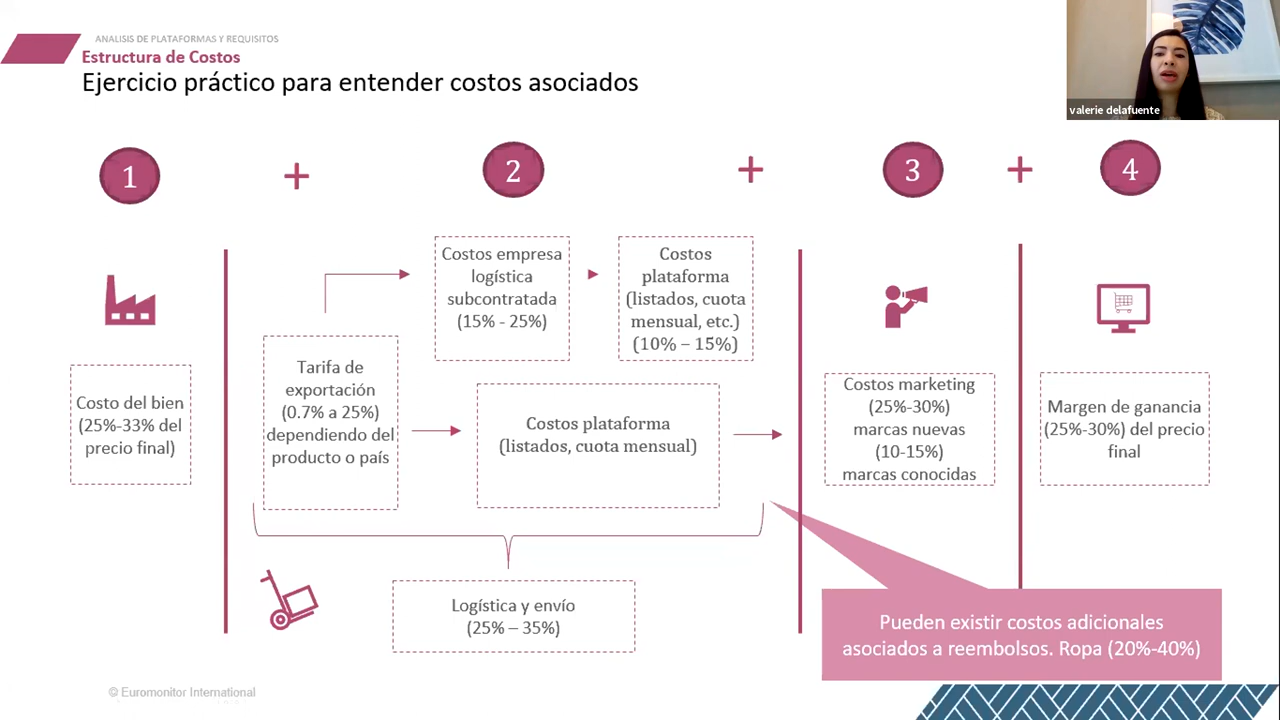 ANALISIS DE PLATAFORMAS Y REQUISITOS
Estructura de Costos
Ejercicio práctico para entender costos asociados
valerie delafuente
1
+
2
+
3
+
4
Costo del bien
(25%-33% del
precio final)
Tarifa de
exportación
(0.7% a 25%)
dependiendo del
producto o país
Costos empresa
logística
subcontratada
(15% - 25%)
Costos
plataforma
(listados, cuota
mensual, etc.)
(10% – 15%)
Costos plataforma
(listados, cuota mensual)
Logística y envío
(25% – 35%)
Costos marketing
(25%-30%)
marcas nuevas
(10-15%)
marcas conocidas
Margen de ganancia
(25%-30%) del precio
final
Pueden existir costos adicionales
asociados a reembolsos. Ropa (20%-40%)
© Euromonitor International